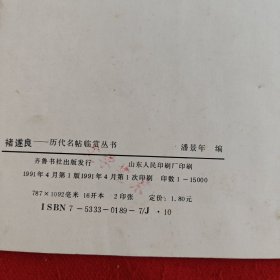 褚遂良——历代名帖临赏丛书 潘景年 编
齐鲁书社出版发行 山东人民印刷厂印刷
1991年4月第1版1991年4月第1次印刷 印数1-15000
787×1092毫米 16开本 2印张 定价:1.80元
ISBN7-5333-0189-7/J·10